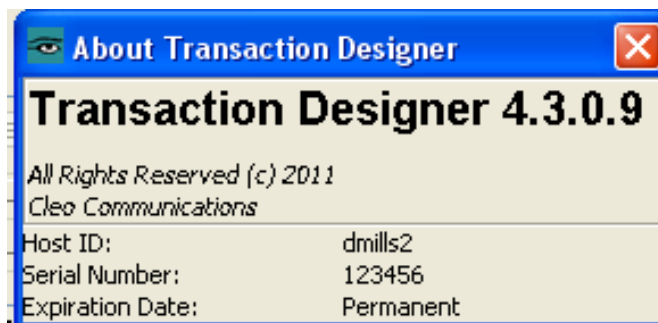 About Transaction Designer
Transaction Designer 4.3.0.9
All Rights Reserved (c) 2011
Cleo Communications
Host ID: dmills2
Serial Number: 123456
Expiration Date: Permanent